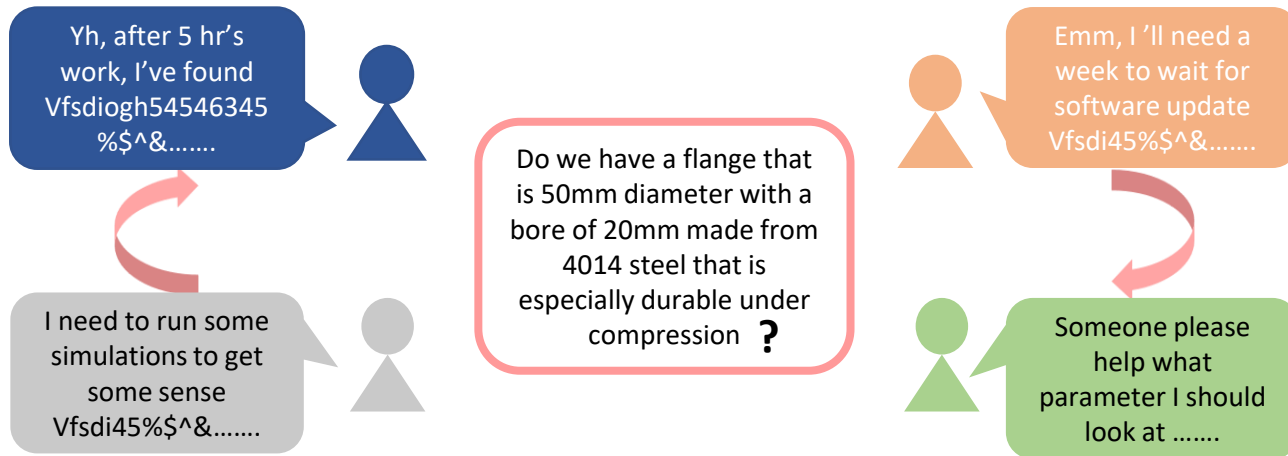 Yh, after 5 hr’s
work, I’ve found
Vfsdiogh54546345
%$^&…….
Emm, I ’ll need a
week to wait for
software update
Vfsdi45%$^&…….
Do we have a flange that
is 50mm diameter with a
bore of 20mm made from
4014 steel that is
especially durable under
compression ?
I need to run some
simulations to get
some sense
Vfsdi45%$^&…….
Someone please
help what
parameter I should
look at …….